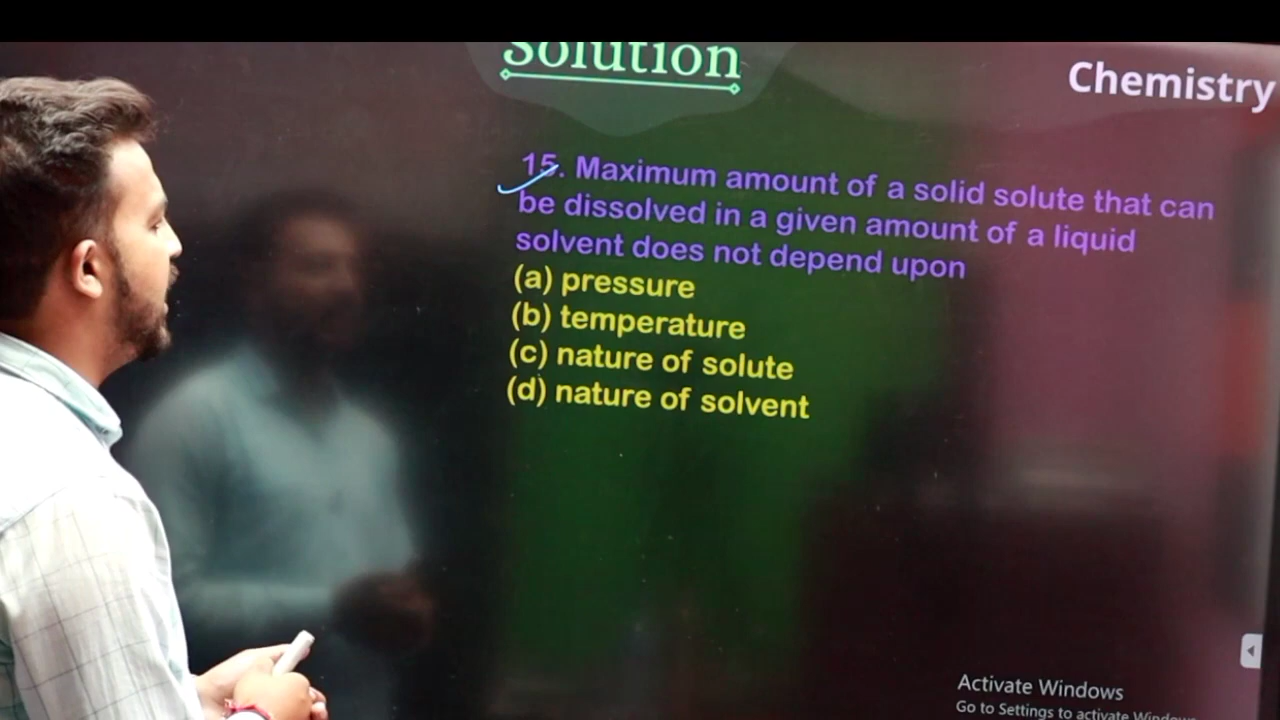 Solution
Chemistry
15. Maximum amount of a solid solute that can
be dissolved in a given amount of a liquid
solvent does not depend upon
(a) pressure
(b) temperature
(c) nature of solute
(d) nature of solvent
Activate Windows
Go to Settings to activate Windows